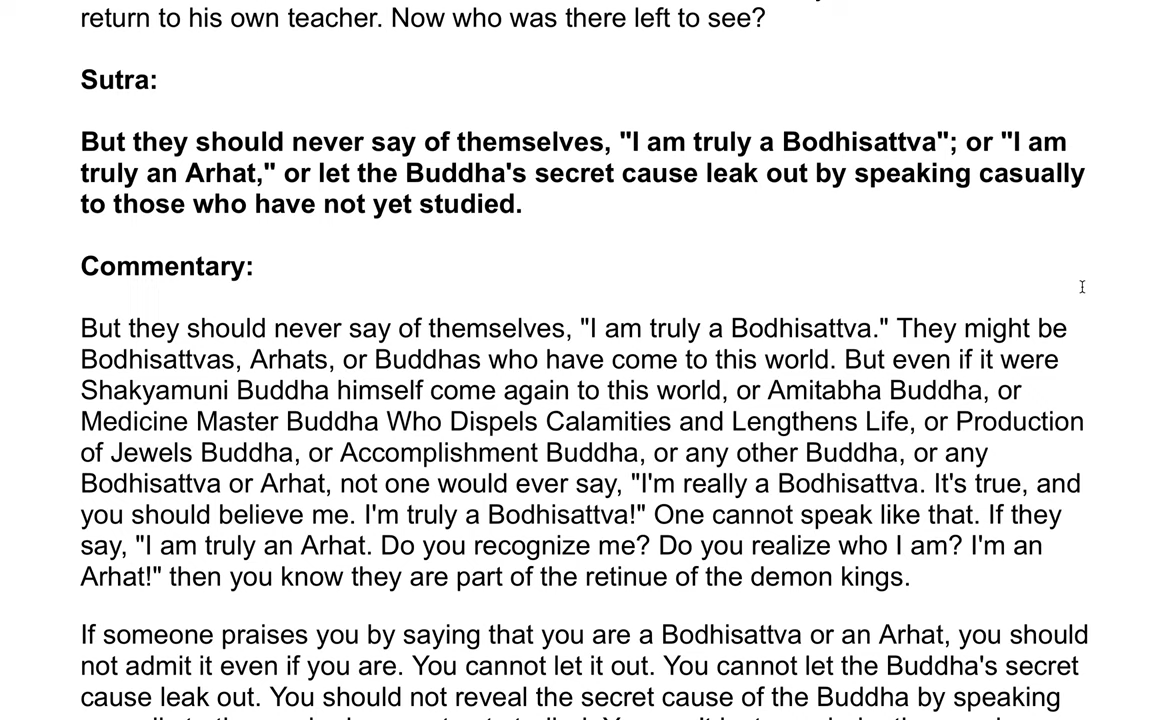 return to his own teacher. Now who was there left to see?
Sutra:
But they should never say of themselves, "I am truly a Bodhisattva"; or "I am
truly an Arhat," or let the Buddha's secret cause leak out by speaking casually
to those who have not yet studied.
Commentary:
But they should never say of themselves, "I am truly a Bodhisattva." They might be
Bodhisattvas, Arhats, or Buddhas who have come to this world. But even if it were
Shakyamuni Buddha himself come again to this world, or Amitabha Buddha, or
Medicine Master Buddha Who Dispels Calamities and Lengthens Life, or Production
of Jewels Buddha, or Accomplishment Buddha, or any other Buddha, or any
Bodhisattva or Arhat, not one would ever say, "I'm really a Bodhisattva. It's true, and
you should believe me. I'm truly a Bodhisattva!" One cannot speak like that. If they
say, "I am truly an Arhat. Do you recognize me? Do you realize who I am? I'm an
Arhat!" then you know they are part of the retinue of the demon kings.
If someone praises you by saying that you are a Bodhisattva or an Arhat, you should
not admit it even if you are. You cannot let it out. You cannot let the Buddha's secret
cause leak out. You should not reveal the secret cause of the Buddha by speaking